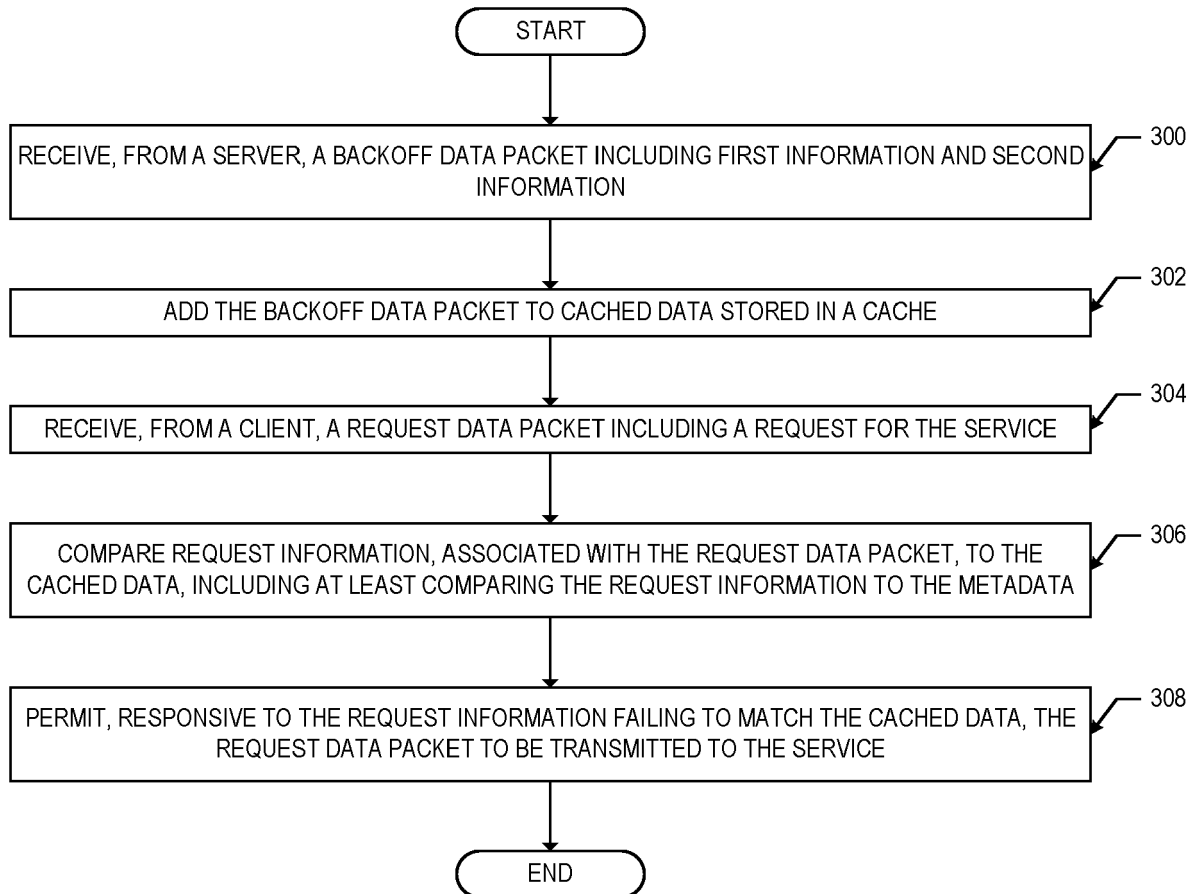 START
RECEIVE, FROM A SERVER, A BACKOFF DATA PACKET INCLUDING FIRST INFORMATION AND SECOND
INFORMATION
300
ADD THE BACKOFF DATA PACKET TO CACHED DATA STORED IN A CACHE
302
RECEIVE, FROM A CLIENT, A REQUEST DATA PACKET INCLUDING A REQUEST FOR THE SERVICE
304
COMPARE REQUEST INFORMATION, ASSOCIATED WITH THE REQUEST DATA PACKET, TO THE
CACHED DATA, INCLUDING AT LEAST COMPARING THE REQUEST INFORMATION TO THE METADATA
306
PERMIT, RESPONSIVE TO THE REQUEST INFORMATION FAILING TO MATCH THE CACHED DATA, THE
REQUEST DATA PACKET TO BE TRANSMITTED TO THE SERVICE
308
END